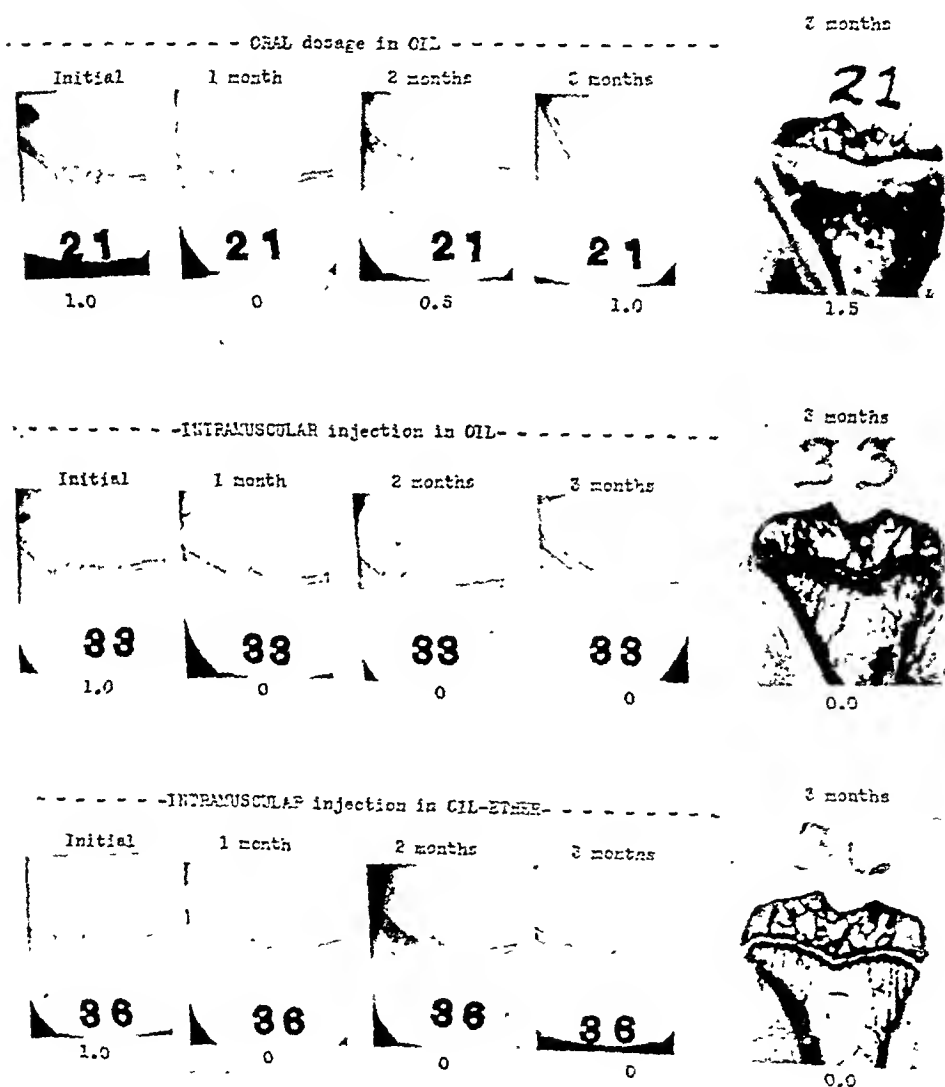 3 months
- - - - - - - - - - - - ORAL dosage in OIL - - - - - - - - - - - -
Initial 1 month 2 months 3 months
21
21 21 21 21
1.0 0 0.5 1.0 1.5
3 months
- - - - - - - - -INTRAMUSCULAR injection in OIL- - - - - - - - - -
33
Initial 1 month 2 months 3 months
33 33 33 33
1.0 0 0 0 0.0
3 months
- - - - - - - -INTRAMUSCULAR injection in OIL-ETHER- - - - - - - -
Initial 1 month 2 months 3 months
36 36 36 36
1.0 0 0 0 0.0